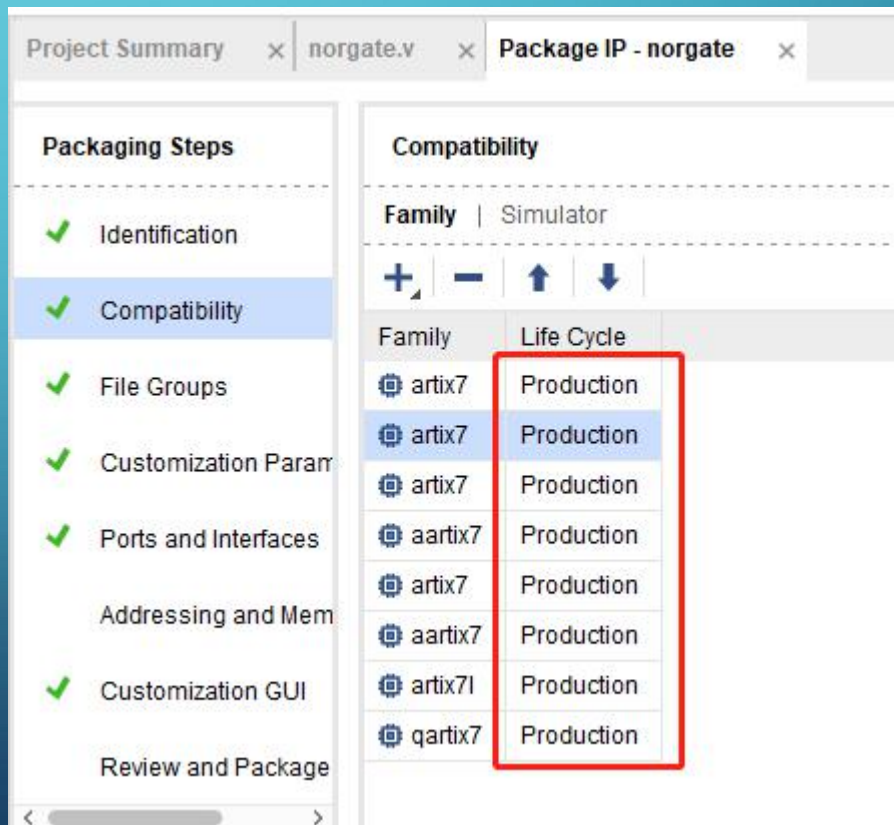 Project Summary × norgate.v × Package IP - norgate ×
Packaging Steps
Identification
Compatibility
File Groups
Customization Param
Ports and Interfaces
Addressing and Mem
Customization GUI
Review and Package
Compatibility
Family | Simulator
Family Life Cycle
artix7 Production
artix7 Production
artix7 Production
aartix7 Production
artix7 Production
aartix7 Production
artix7l Production
qartix7 Production